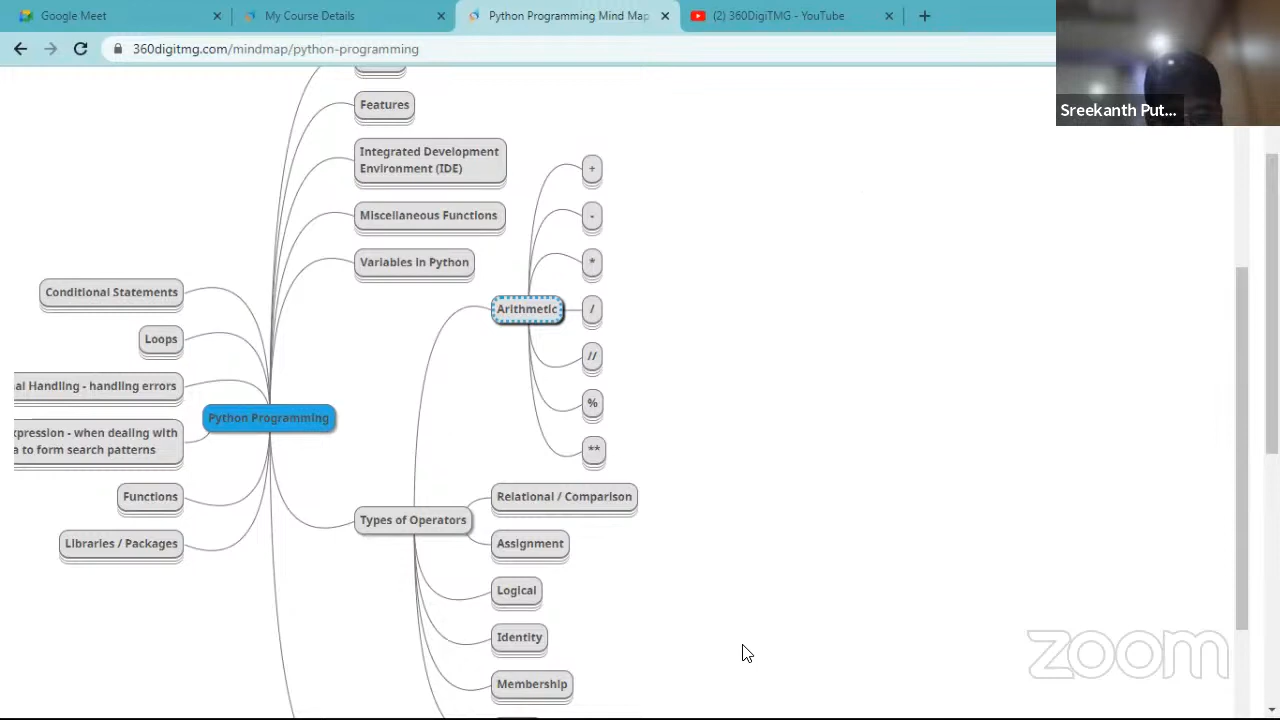 Google Meet
My Course Details
Python Programming Mind Map
(2) 360DigiTMG - YouTube
360digitmg.com/mindmap/python-programming
Sreekanth Put...
Features
Integrated Development
Environment (IDE)
Miscellaneous Functions
Variables in Python
Conditional Statements
Loops
al Handling - handling errors
xpression - when dealing with
a to form search patterns
Functions
Libraries / Packages
Python Programming
Arithmetic
+
-
*
/
//
%
**
Types of Operators
Relational / Comparison
Assignment
Logical
Identity
Membership
zoom